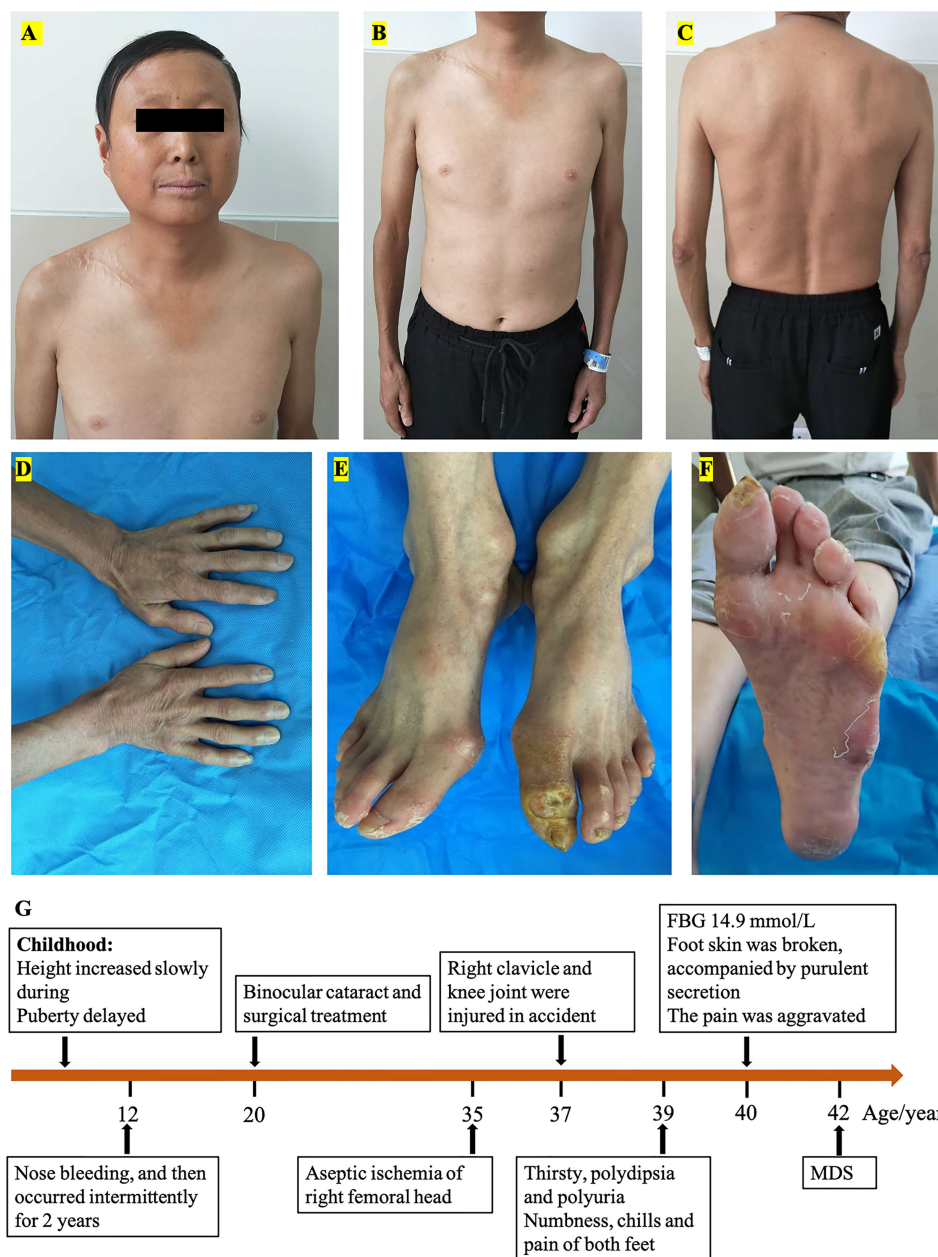 A
B
C
D
E
F
G
Childhood:
Height increased slowly
during
Puberty delayed
Binocular cataract and
surgical treatment
Right clavicle and
knee joint were
injured in accident
FBG 14.9 mmol/L
Foot skin was broken,
accompanied by purulent
secretion
The pain was aggravated
12
20
35
37
39
40
42
Age/year
Nose bleeding, and then
occurred intermittently
for 2 years
Aseptic ischemia of
right femoral head
Thirsty, polydipsia
and polyuria
Numbness, chills and
pain of both feet
MDS